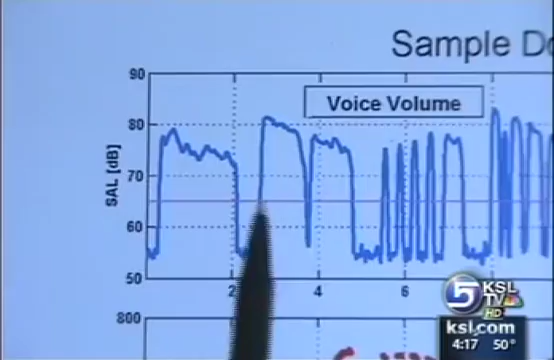 Sample Do
90
Voice Volume
80
SAL [dB]
70
60
50
2
4
6
800
5 KSL
TV
HD
ksl.com
4:17 50°